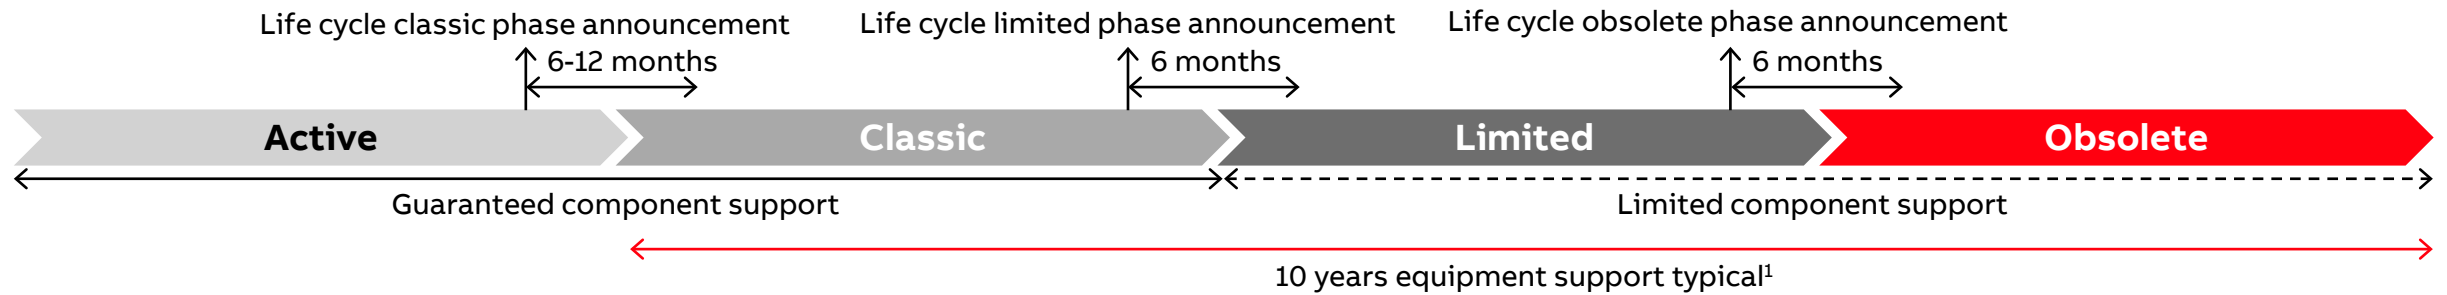 Life cycle classic phase announcement
Life cycle limited phase announcement
Life cycle obsolete phase announcement
6-12 months
6 months
6 months
Active
Classic
Limited
Obsolete
Guaranteed component support
Limited component support
10 years equipment support typical¹